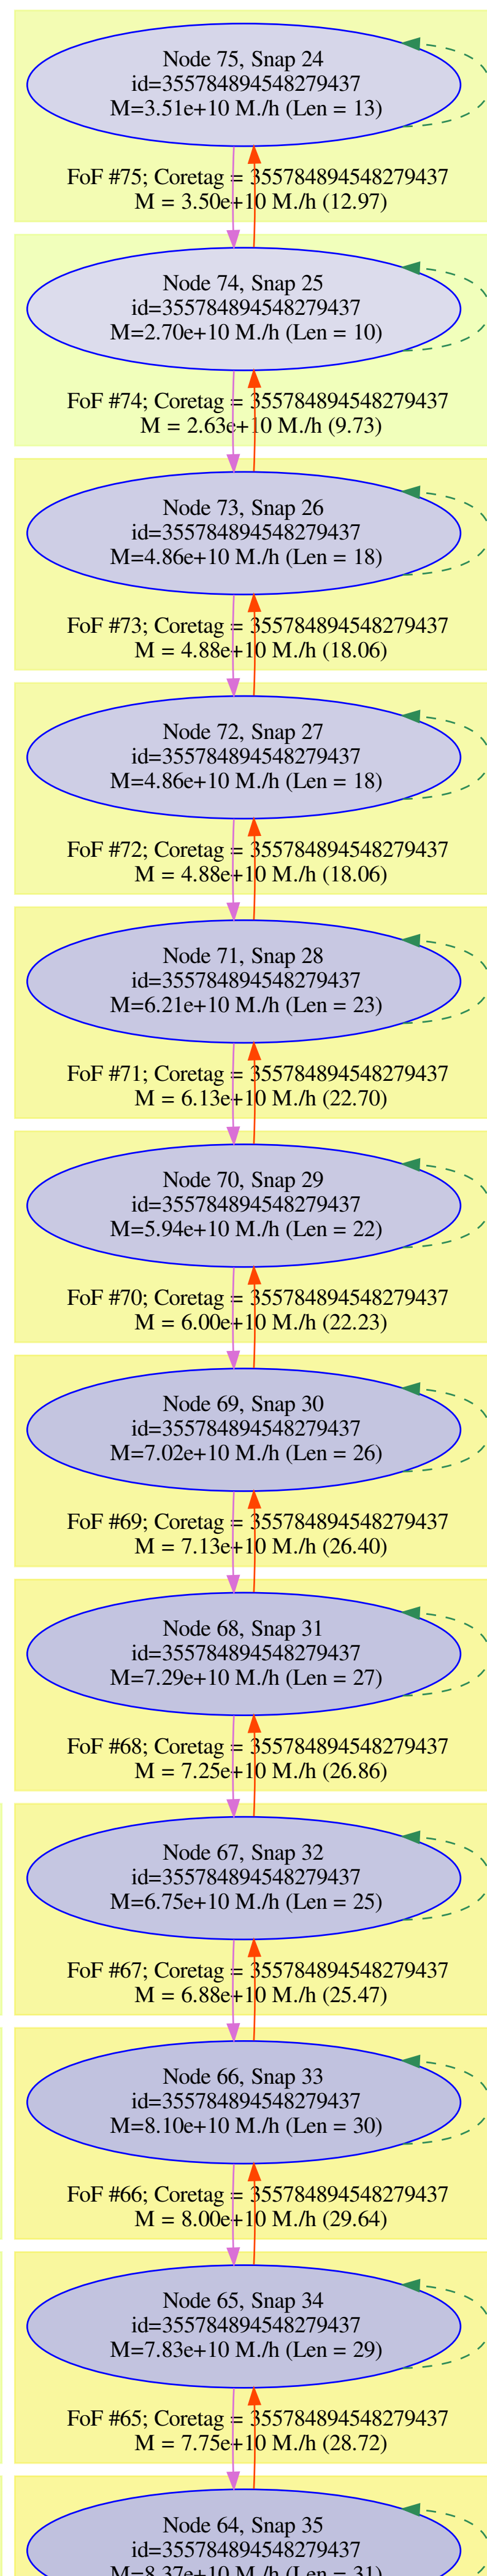 Node 75, Snap 24
id=355784894548279437
M=3.51e+10 M./h (Len = 13)
FoF #75; Coretag = 355784894548279437
M = 3.50e+10 M./h (12.97)
Node 74, Snap 25
id=355784894548279437
M=2.70e+10 M./h (Len = 10)
FoF #74; Coretag = 355784894548279437
M = 2.63e+10 M./h (9.73)
Node 73, Snap 26
id=355784894548279437
M=4.86e+10 M./h (Len = 18)
FoF #73; Coretag = 355784894548279437
M = 4.88e+10 M./h (18.06)
Node 72, Snap 27
id=355784894548279437
M=4.86e+10 M./h (Len = 18)
FoF #72; Coretag = 355784894548279437
M = 4.88e+10 M./h (18.06)
Node 71, Snap 28
id=355784894548279437
M=6.21e+10 M./h (Len = 23)
FoF #71; Coretag = 355784894548279437
M = 6.13e+10 M./h (22.70)
Node 70, Snap 29
id=355784894548279437
M=5.94e+10 M./h (Len = 22)
FoF #70; Coretag = 355784894548279437
M = 6.00e+10 M./h (22.23)
Node 69, Snap 30
id=355784894548279437
M=7.02e+10 M./h (Len = 26)
FoF #69; Coretag = 355784894548279437
M = 7.13e+10 M./h (26.40)
Node 68, Snap 31
id=355784894548279437
M=7.29e+10 M./h (Len = 27)
FoF #68; Coretag = 355784894548279437
M = 7.25e+10 M./h (26.86)
Node 67, Snap 32
id=355784894548279437
M=6.75e+10 M./h (Len = 25)
FoF #67; Coretag = 355784894548279437
M = 6.88e+10 M./h (25.47)
Node 66, Snap 33
id=355784894548279437
M=8.10e+10 M./h (Len = 30)
FoF #66; Coretag = 355784894548279437
M = 8.00e+10 M./h (29.64)
Node 65, Snap 34
id=355784894548279437
M=7.83e+10 M./h (Len = 29)
FoF #65; Coretag = 355784894548279437
M = 7.75e+10 M./h (28.72)
Node 64, Snap 35
id=355784894548279437
M=8.37e+10 M./h (Len = 31)